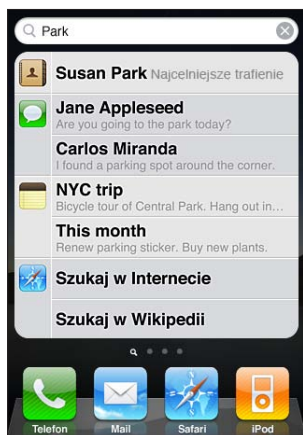 Park
Susan Park Najcelniejsze trafienie
Jane Appleseed
Are you going to the park today?
Carlos Miranda
I found a parking spot around the corner.
NYC trip
Bicycle tour of Central Park. Hang out in…
This month
Renew parking sticker. Buy new plants.
Szukaj w Internecie
Szukaj w Wikipedii
Telefon Mail Safari iPod